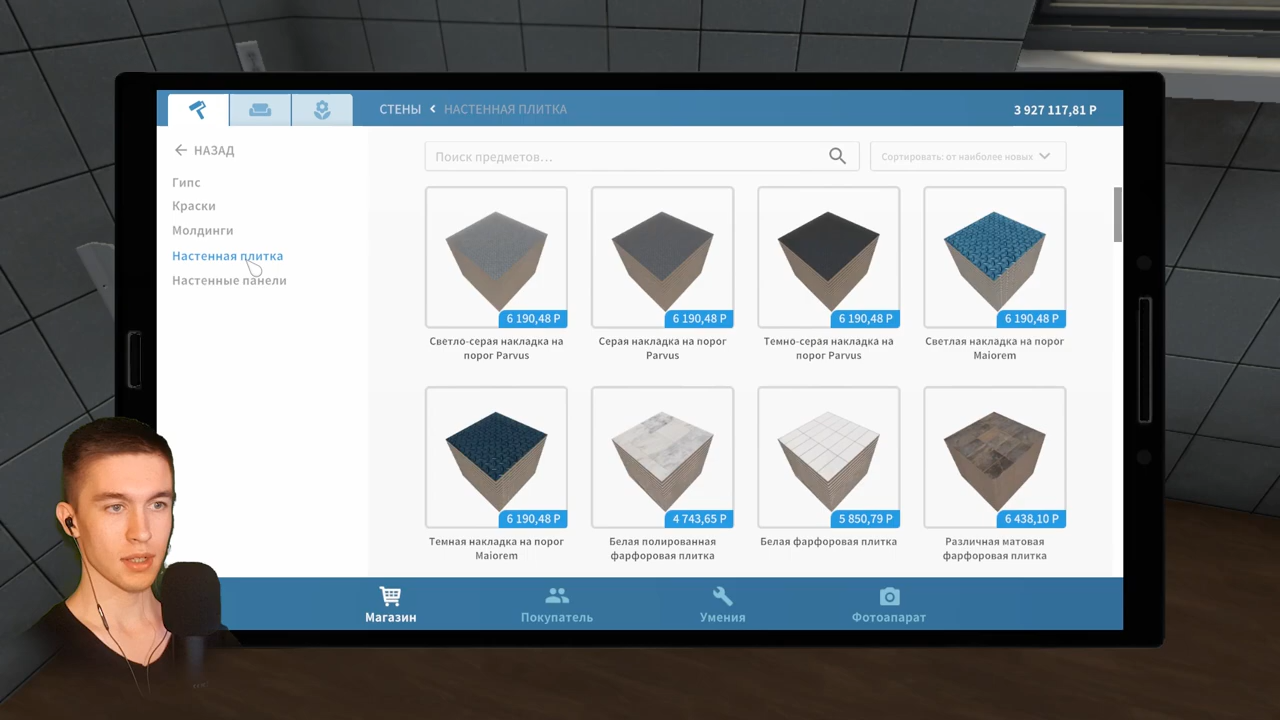 СТЕНЫ < НАСТЕННАЯ ПЛИТКА
3 927 117,81 Р
НАЗАД
Гипс
Краски
Молдинги
Настенная плитка
Настенные панели
Поиск предметов...
Сортировать: от наиболее новых
6 190,48 Р
6 190,48 Р
6 190,48 Р
6 190,48 Р
Светло-серая накладка на
порог Parvus
Серая накладка на порог
Parvus
Темно-серая накладка на
порог Parvus
Светлая накладка на порог
Maiorem
6 190,48 Р
4 743,65 Р
5 850,79 Р
6 438,10 Р
Темная накладка на порог
Maiorem
Белая полированная
фарфоровая плитка
Белая фарфоровая плитка
Различная матовая
фарфоровая плитка
Магазин
Покупатель
Умения
Фотоаппарат